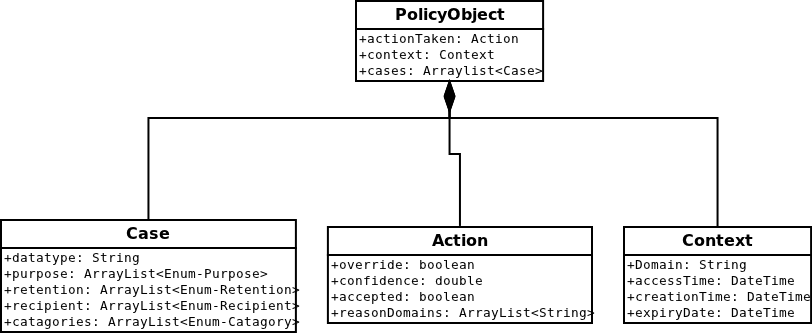 PolicyObject
+actionTaken: Action
+context: Context
+cases: Arraylist<Case>
Case
+datatype: String
+purpose: ArrayList<Enum-Purpose>
+retention: ArrayList<Enum-Retention>
+recipient: ArrayList<Enum-Recipient>
+catagories: ArrayList<Enum-Catagory>
Action
+override: boolean
+confidence: double
+accepted: boolean
+reasonDomains: ArrayList<String>
Context
+Domain: String
+accessTime: DateTime
+creationTime: DateTime
+expiryDate: DateTime